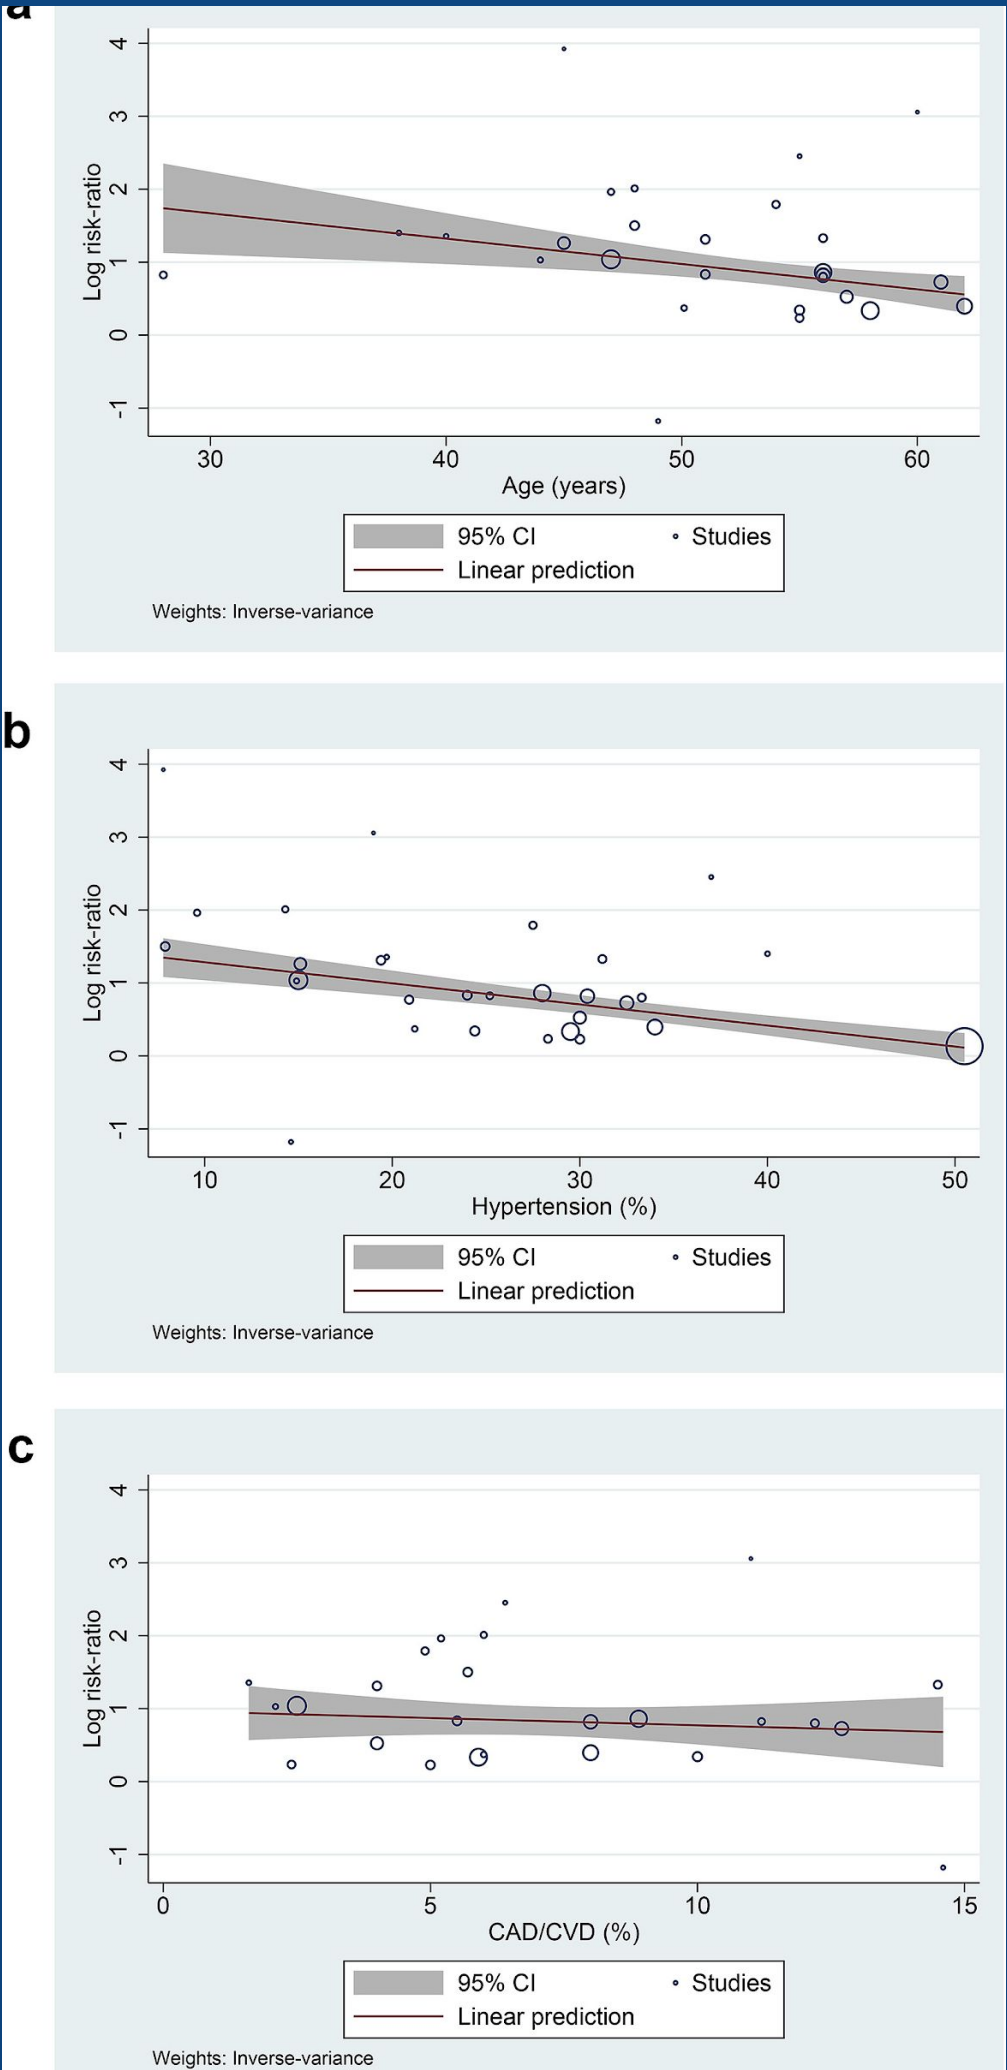 a
4
3
2
1
0
-1
Log risk-ratio
30 40 50 60
Age (years)
95% CI Studies
Linear prediction
Weights: Inverse-variance
b
4
3
2
1
0
-1
Log risk-ratio
10 20 30 40 50
Hypertension (%)
95% CI Studies
Linear prediction
Weights: Inverse-variance
c
4
3
2
1
0
-1
Log risk-ratio
0 5 10 15
CAD/CVD (%)
95% CI Studies
Linear prediction
Weights: Inverse-variance